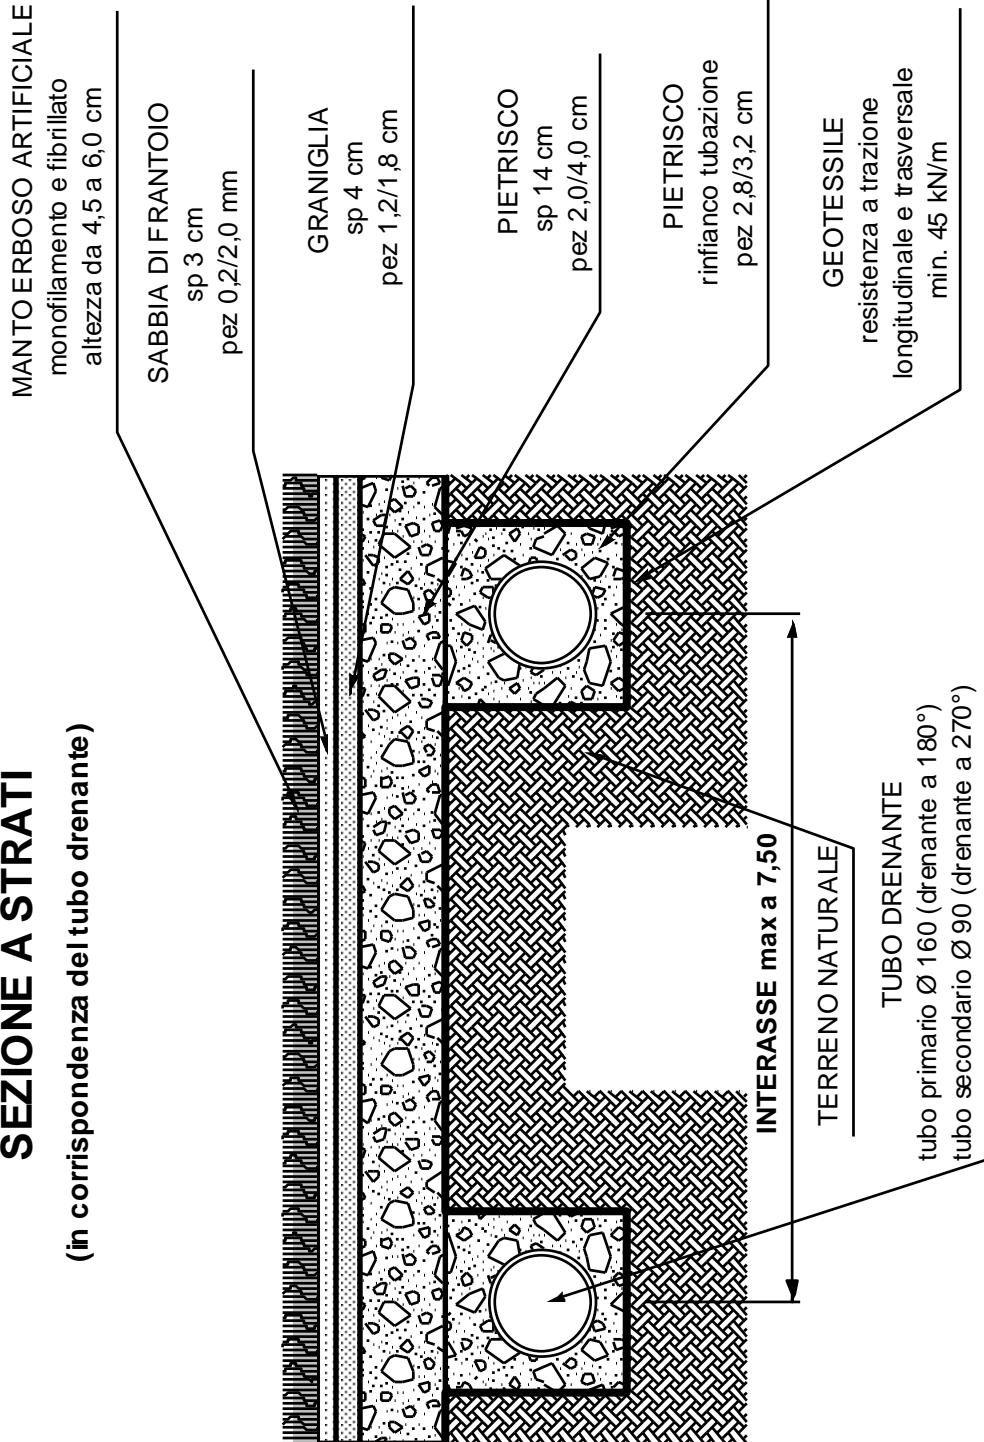 SEZIONE A STRATI
(in corrispondenza del tubo drenante)
MANTO ERBOSO ARTIFICIALE
monofilamento e fibrillato
altezza da 4,5 a 6,0 cm
SABBIA DI FRANTOIO
sp 3 cm
pez 0,2/2,0 mm
GRANIGLIA
sp 4 cm
pez 1,2/1,8 cm
PIETRISCO
sp 14 cm
pez 2,0/4,0 cm
PIETRISCO
rinfianco tubazione
pez 2,8/3,2 cm
GEOTESSILE
resistenza a trazione
longitudinale e trasversale
min. 45 kN/m
INTERASSE max a 7,50
TERRENO NATURALE
TUBO DRENANTE
tubo primario Ø 160 (drenante a 180°)
tubo secondario Ø 90 (drenante a 270°)